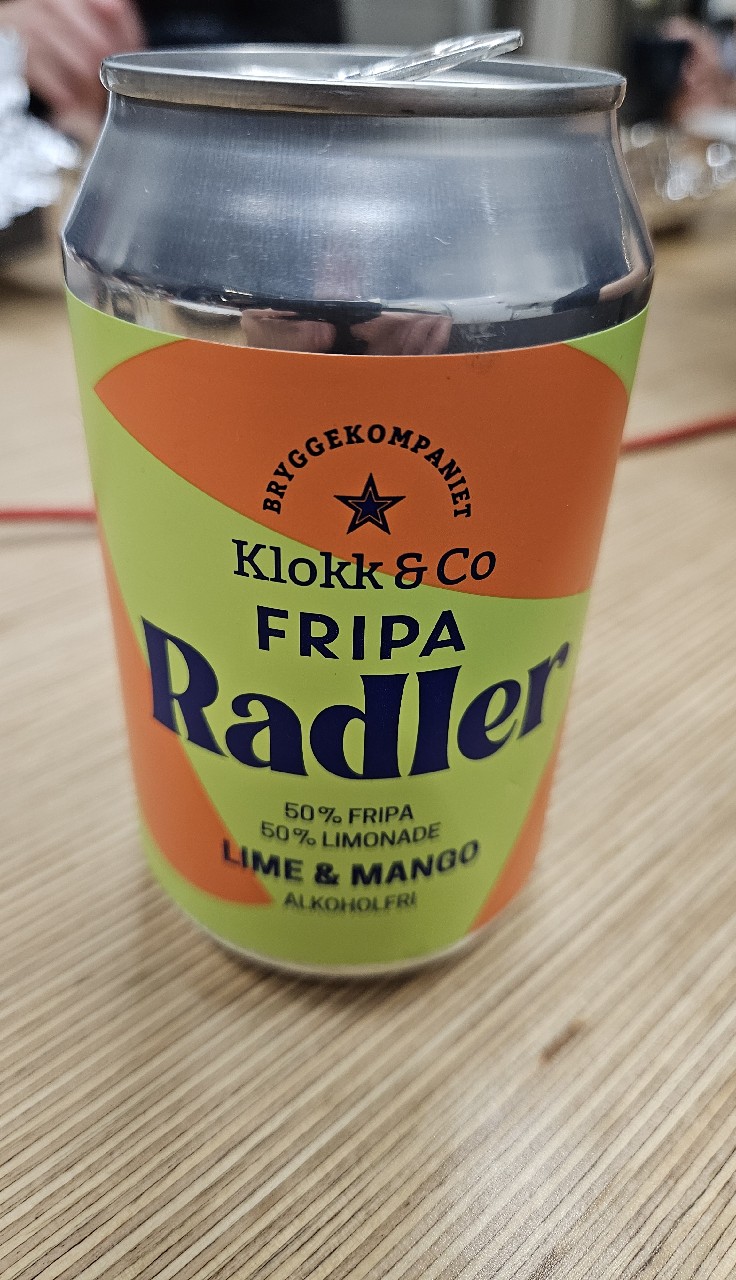 BRYGGEKOMPANIET
Klokk & Co
FRIPA
Radler
50% FRIPA
50% LIMONADE
LIME & MANGO
ALKOHOLFRI